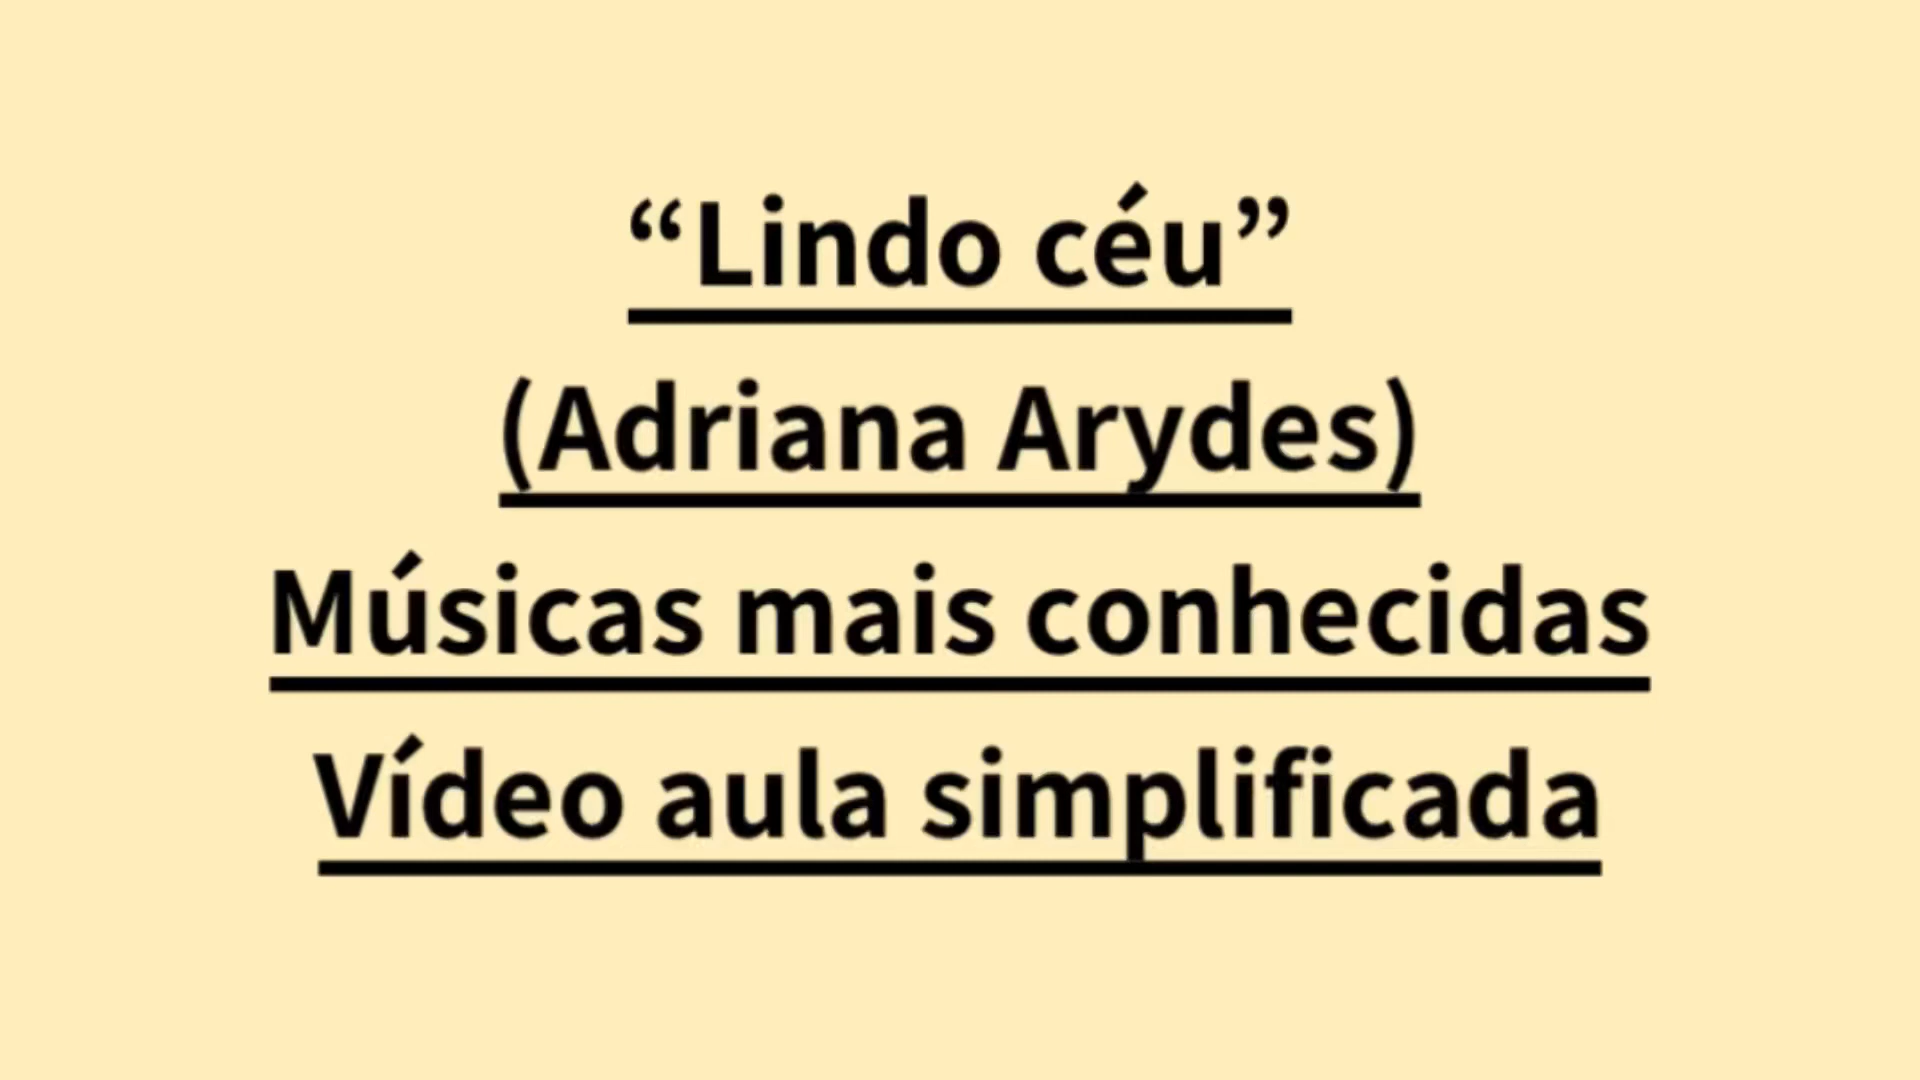 “Lindo céu”
(Adriana Arydes)
Músicas mais conhecidas
Vídeo aula simplificada